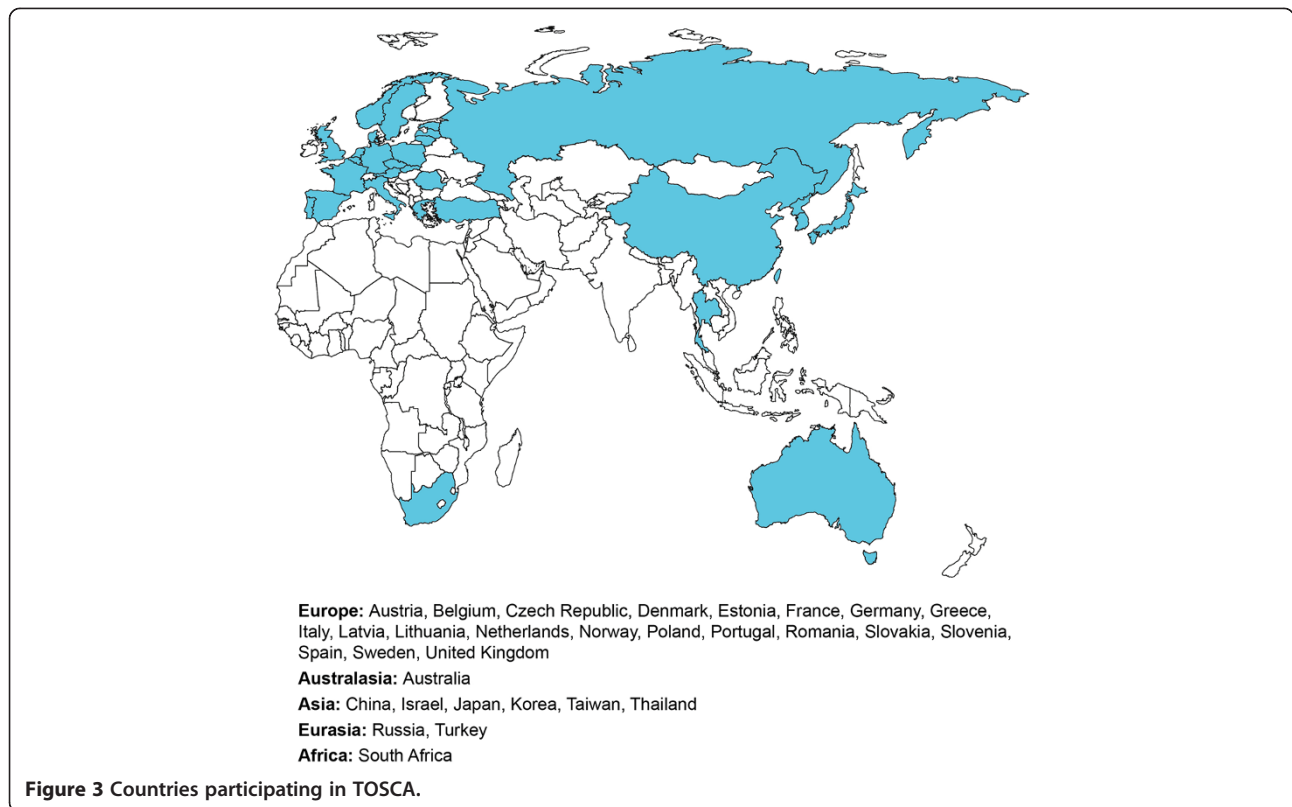 Europe: Austria, Belgium, Czech Republic, Denmark, Estonia, France, Germany, Greece,
Italy, Latvia, Lithuania, Netherlands, Norway, Poland, Portugal, Romania, Slovakia, Slovenia,
Spain, Sweden, United Kingdom
Australasia: Australia
Asia: China, Israel, Japan, Korea, Taiwan, Thailand
Eurasia: Russia, Turkey
Africa: South Africa
Figure 3 Countries participating in TOSCA.